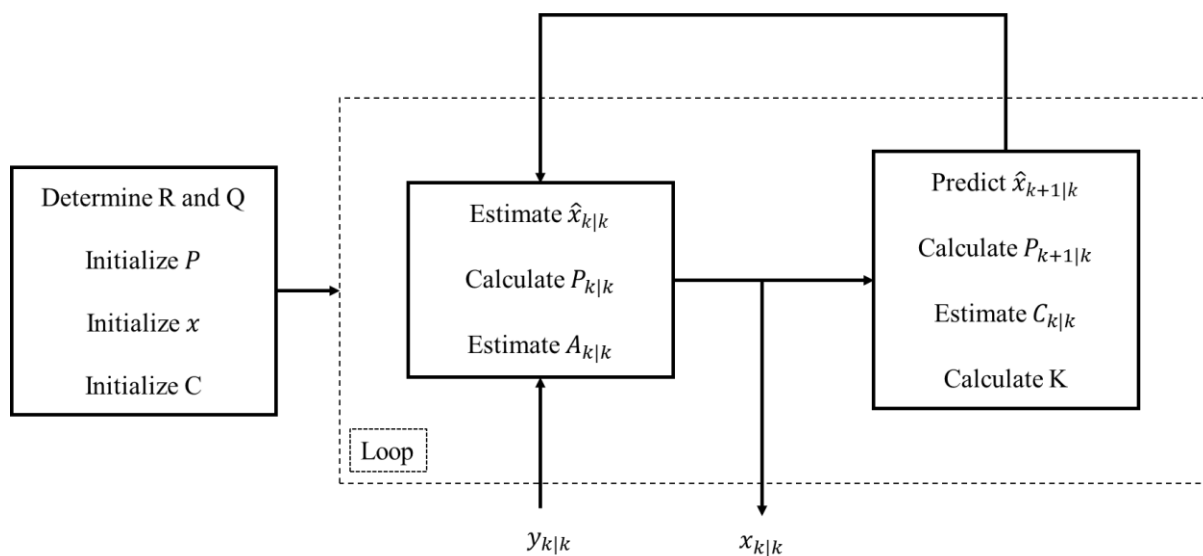 Determine R and Q
Initialize P
Initialize x
Initialize C
Estimate x̂ₖ|ₖ
Calculate Pₖ|ₖ
Estimate Aₖ|ₖ
Predict x̂ₖ₊₁|ₖ
Calculate Pₖ₊₁|ₖ
Estimate Cₖ|ₖ
Calculate K
Loop
yₖ|ₖ
xₖ|ₖ